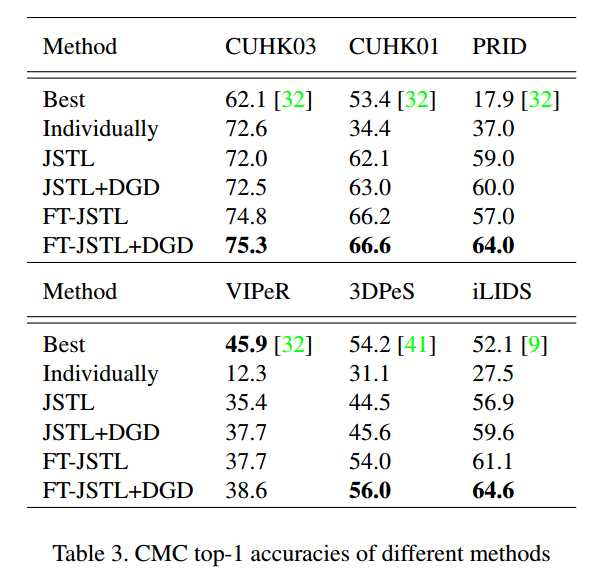 Method CUHK03 CUHK01 PRID
Best 62.1 [32] 53.4 [32] 17.9 [32]
Individually 72.6 34.4 37.0
JSTL 72.0 62.1 59.0
JSTL+DGD 72.5 63.0 60.0
FT-JSTL 74.8 66.2 57.0
FT-JSTL+DGD 75.3 66.6 64.0
Method VIPeR 3DPeS iLIDS
Best 45.9 [32] 54.2 [41] 52.1 [9]
Individually 12.3 31.1 27.5
JSTL 35.4 44.5 56.9
JSTL+DGD 37.7 45.6 59.6
FT-JSTL 37.7 54.0 61.1
FT-JSTL+DGD 38.6 56.0 64.6
Table 3. CMC top-1 accuracies of different methods